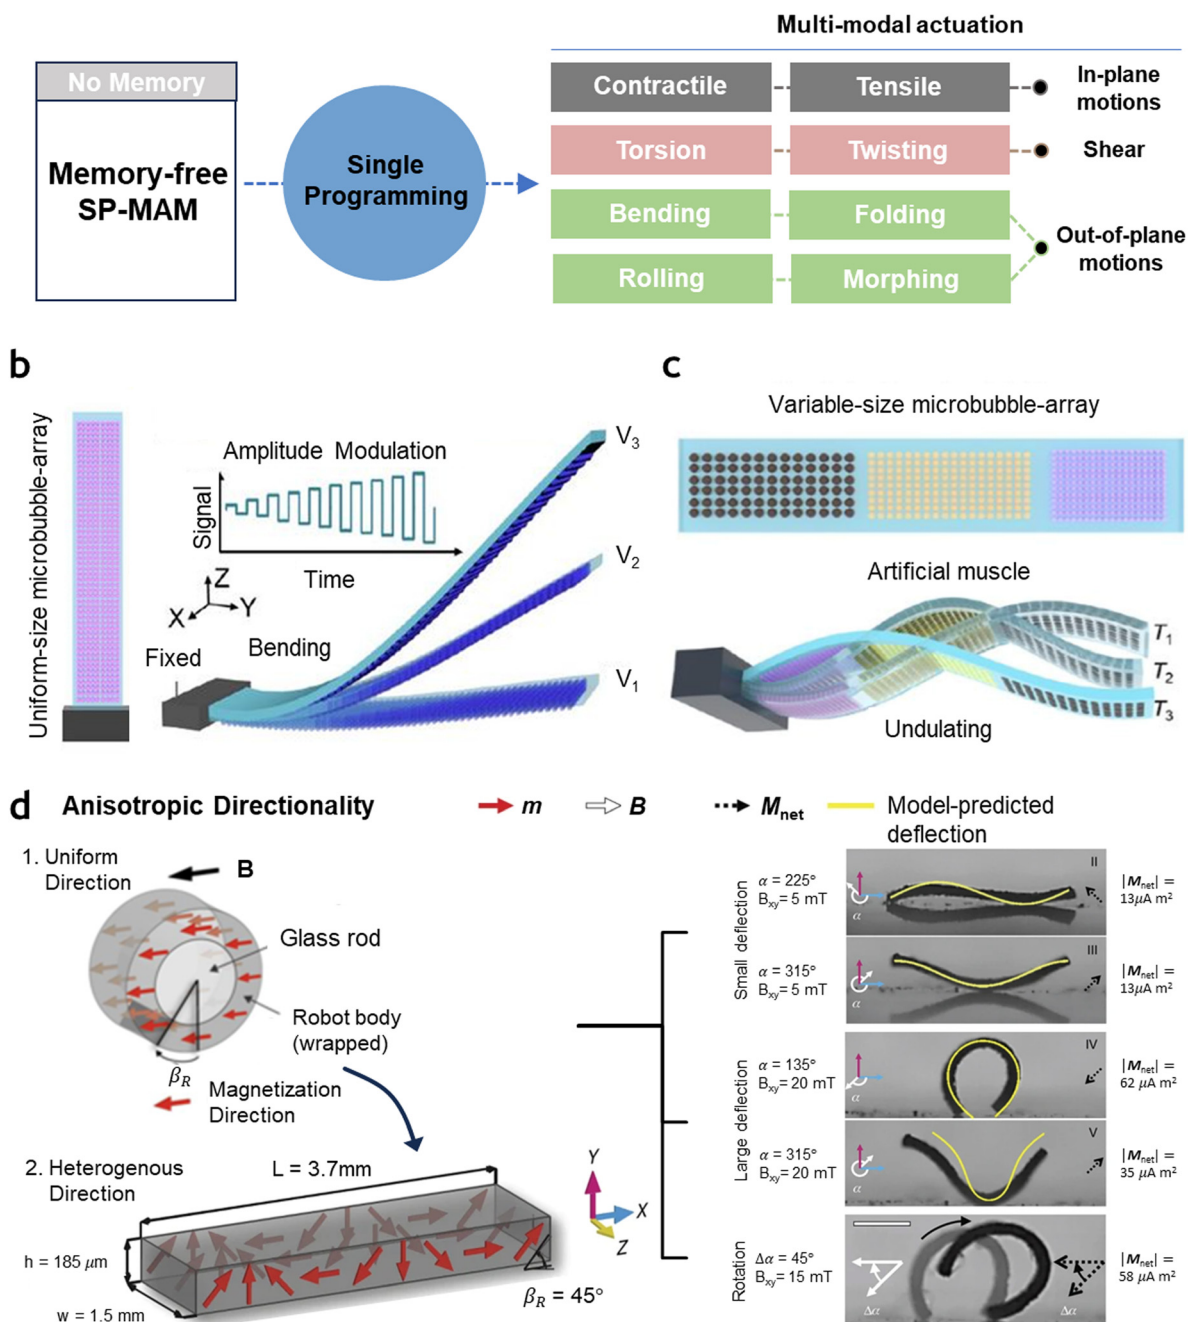 Multi-modal actuation
No Memory
Memory-free
SP-MAM
Single
Programming
Contractile
Tensile
In-plane
motions
Torsion
Twisting
Shear
Bending
Folding
Out-of-plane
motions
Rolling
Morphing
b
Uniform-size microbubble-array
Amplitude Modulation
Signal
Time
Z
X
Y
Bending
Fixed
V3
V2
V1
c
Variable-size microbubble-array
Artificial muscle
T1
T2
T3
Undulating
d Anisotropic Directionality
m
B
Mnet
Model-predicted
deflection
1. Uniform
Direction
B
Glass rod
Robot body
(wrapped)
βR
Magnetization
Direction
2. Heterogenous
Direction
L = 3.7mm
h = 185 μm
w = 1.5 mm
βR = 45°
Y
X
Z
Small deflection
α = 225°
Bxy= 5 mT
α
II
|Mnet| =
13μA m²
α = 315°
Bxy= 5 mT
α
III
|Mnet| =
13μA m²
Large deflection
α = 135°
Bxy= 20 mT
α
IV
|Mnet| =
62 μA m²
α = 315°
Bxy= 20 mT
α
V
|Mnet| =
35 μA m²
Rotation
Δα = 45°
Bxy= 15 mT
Δα
Δα
|Mnet| =
58 μA m²